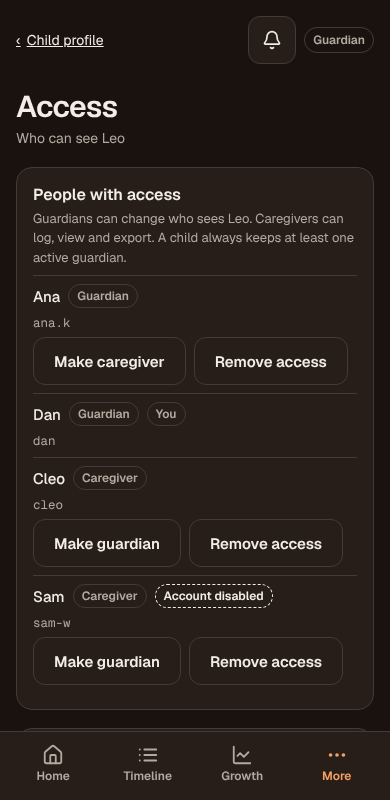 ‹ Child profile
Guardian
Access
Who can see Leo
People with access
Guardians can change who sees Leo. Caregivers can
log, view and export. A child always keeps at least one
active guardian.
Ana Guardian
ana.k
Make caregiver Remove access
Dan Guardian You
dan
Cleo Caregiver
cleo
Make guardian Remove access
Sam Caregiver Account disabled
sam-w
Make guardian Remove access
Home Timeline Growth More